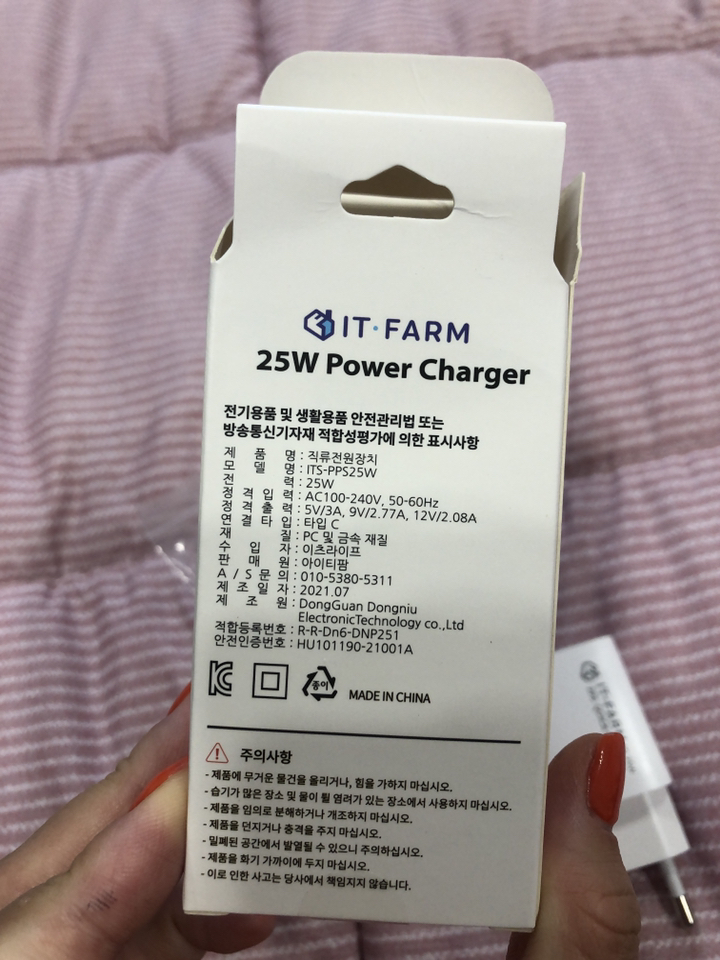 IT·FARM
25W Power Charger
전기용품 및 생활용품 안전관리법 또는
방송통신기자재 적합성평가에 의한 표시사항
제 품 명 : 직류전원장치
모 델 명 : ITS-PPS25W
전 력 : 25W
정 격 입 력 : AC100-240V, 50-60Hz
정 격 출 력 : 5V/3A, 9V/2.77A, 12V/2.08A
연 결 타 입 : 타입 C
재 질 : PC 및 금속 재질
수 입 자 : 이츠라이프
판 매 원 : 아이티팜
A / S 문 의 : 010-5380-5311
제 조 일 자 : 2021.07
제 조 원 : DongGuan Dongniu
ElectronicTechnology co.,Ltd
적합등록번호 : R-R-Dn6-DNP251
안전인증번호 : HU101190-21001A
종이
MADE IN CHINA
주의사항
- 제품에 무거운 물건을 올리거나, 힘을 가하지 마십시오.
- 습기가 많은 장소 및 물이 튈 염려가 있는 장소에서 사용하지 마십시오.
- 제품을 임의로 분해하거나 개조하지 마십시오.
- 제품을 던지거나 충격을 주지 마십시오.
- 밀폐된 공간에서 발열될 수 있으니 주의하십시오.
- 제품을 화기 가까이에 두지 마십시오.
- 이로 인한 사고는 당사에서 책임지지 않습니다.
IT·FARM